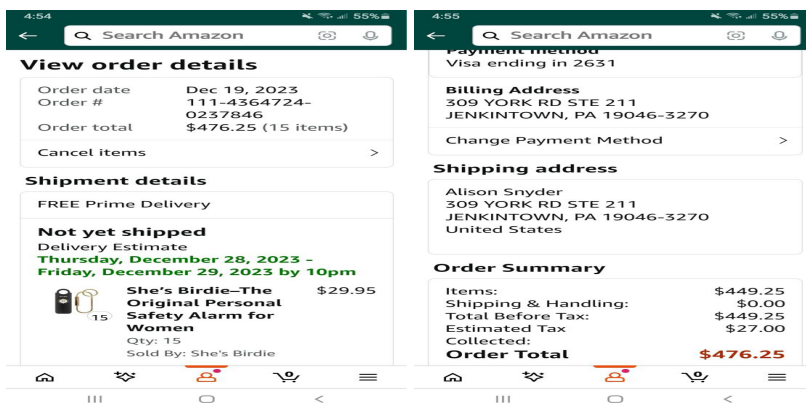 4:54
55%
Search Amazon
View order details
Order date Dec 19, 2023
Order # 111-4364724-
0237846
Order total $476.25 (15 items)
Cancel items >
Shipment details
FREE Prime Delivery
Not yet shipped
Delivery Estimate
Thursday, December 28, 2023 -
Friday, December 29, 2023 by 10pm
She's Birdie–The $29.95
Original Personal
15 Safety Alarm for
Women
Qty: 15
Sold By: She's Birdie
0
4:55
55%
Search Amazon
Payment method
Visa ending in 2631
Billing Address
309 YORK RD STE 211
JENKINTOWN, PA 19046-3270
Change Payment Method >
Shipping address
Alison Snyder
309 YORK RD STE 211
JENKINTOWN, PA 19046-3270
United States
Order Summary
Items: $449.25
Shipping & Handling: $0.00
Total Before Tax: $449.25
Estimated Tax $27.00
Collected:
Order Total $476.25
0